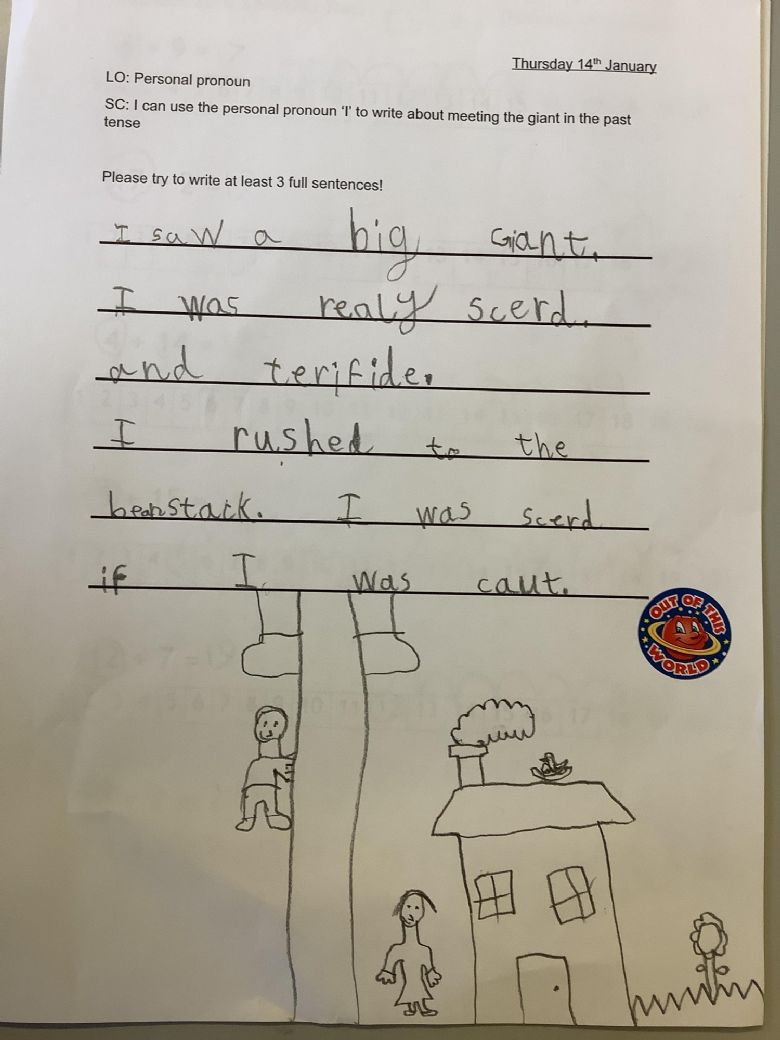 Thursday 14th January
LO: Personal pronoun
SC: I can use the personal pronoun ‘I’ to write about meeting the giant in the past
tense
Please try to write at least 3 full sentences!
I saw a big Giant.
I was realy scerd.
and terifide.
I rushed to the
beanstack. I was scerd
if I was caut.
OUT OF THIS
WORLD